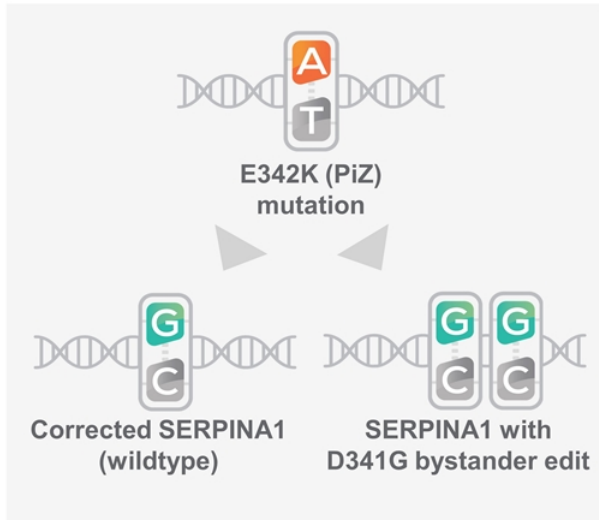 A
T
E342K (PiZ)
mutation
G
C
Corrected SERPINA1
(wildtype)
G G
C C
SERPINA1 with
D341G bystander edit